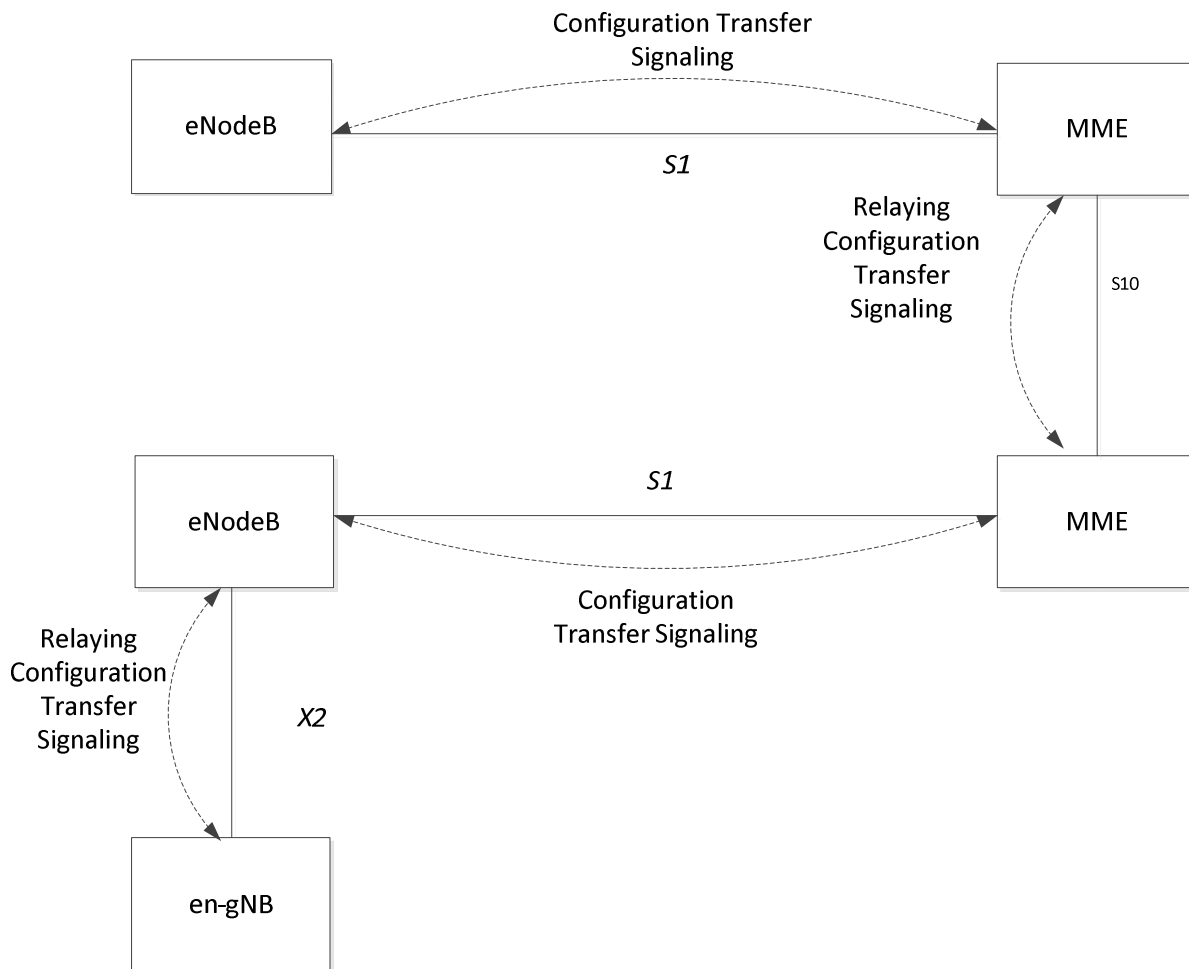 Configuration Transfer
Signaling
eNodeB
MME
S1
Relaying
Configuration
Transfer
Signaling
S10
S1
eNodeB
MME
Configuration
Transfer Signaling
Relaying
Configuration
Transfer
Signaling
X2
en-gNB